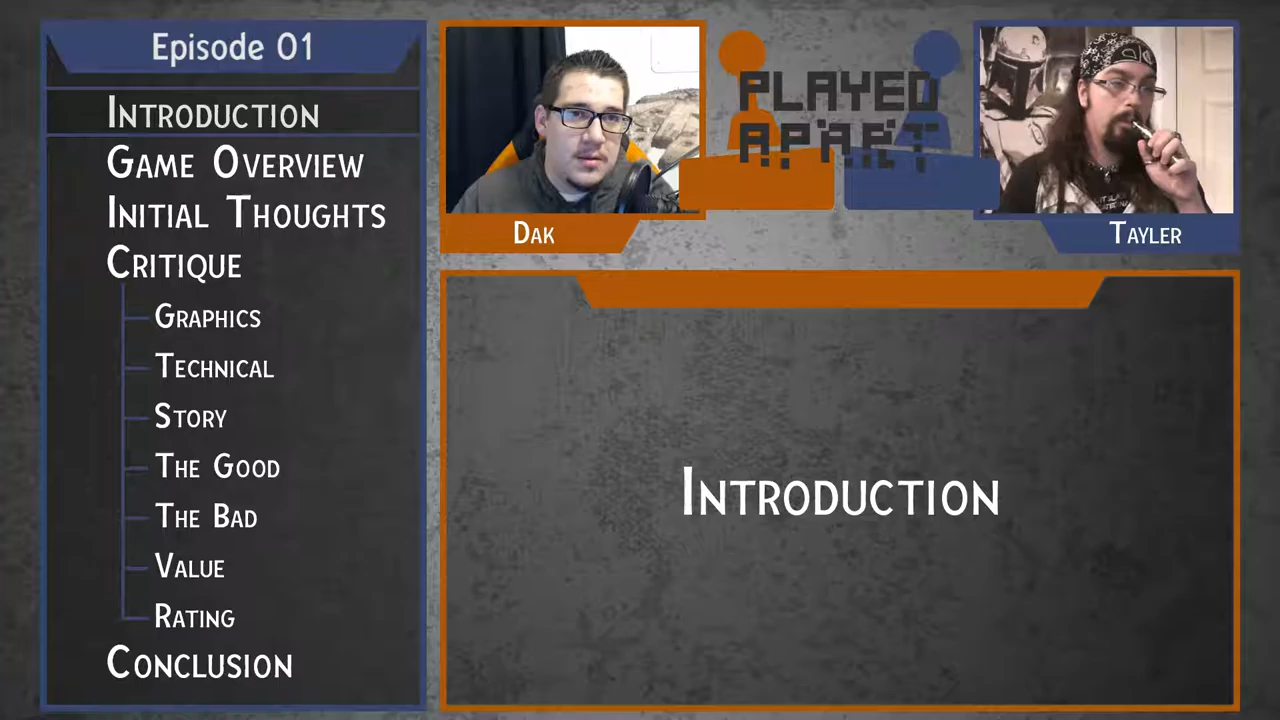 Episode 01
Introduction
Game Overview
Initial Thoughts
Critique
Graphics
Technical
Story
The Good
The Bad
Value
Rating
Conclusion
PLAYED
APART
Dak
Tayler
Introduction